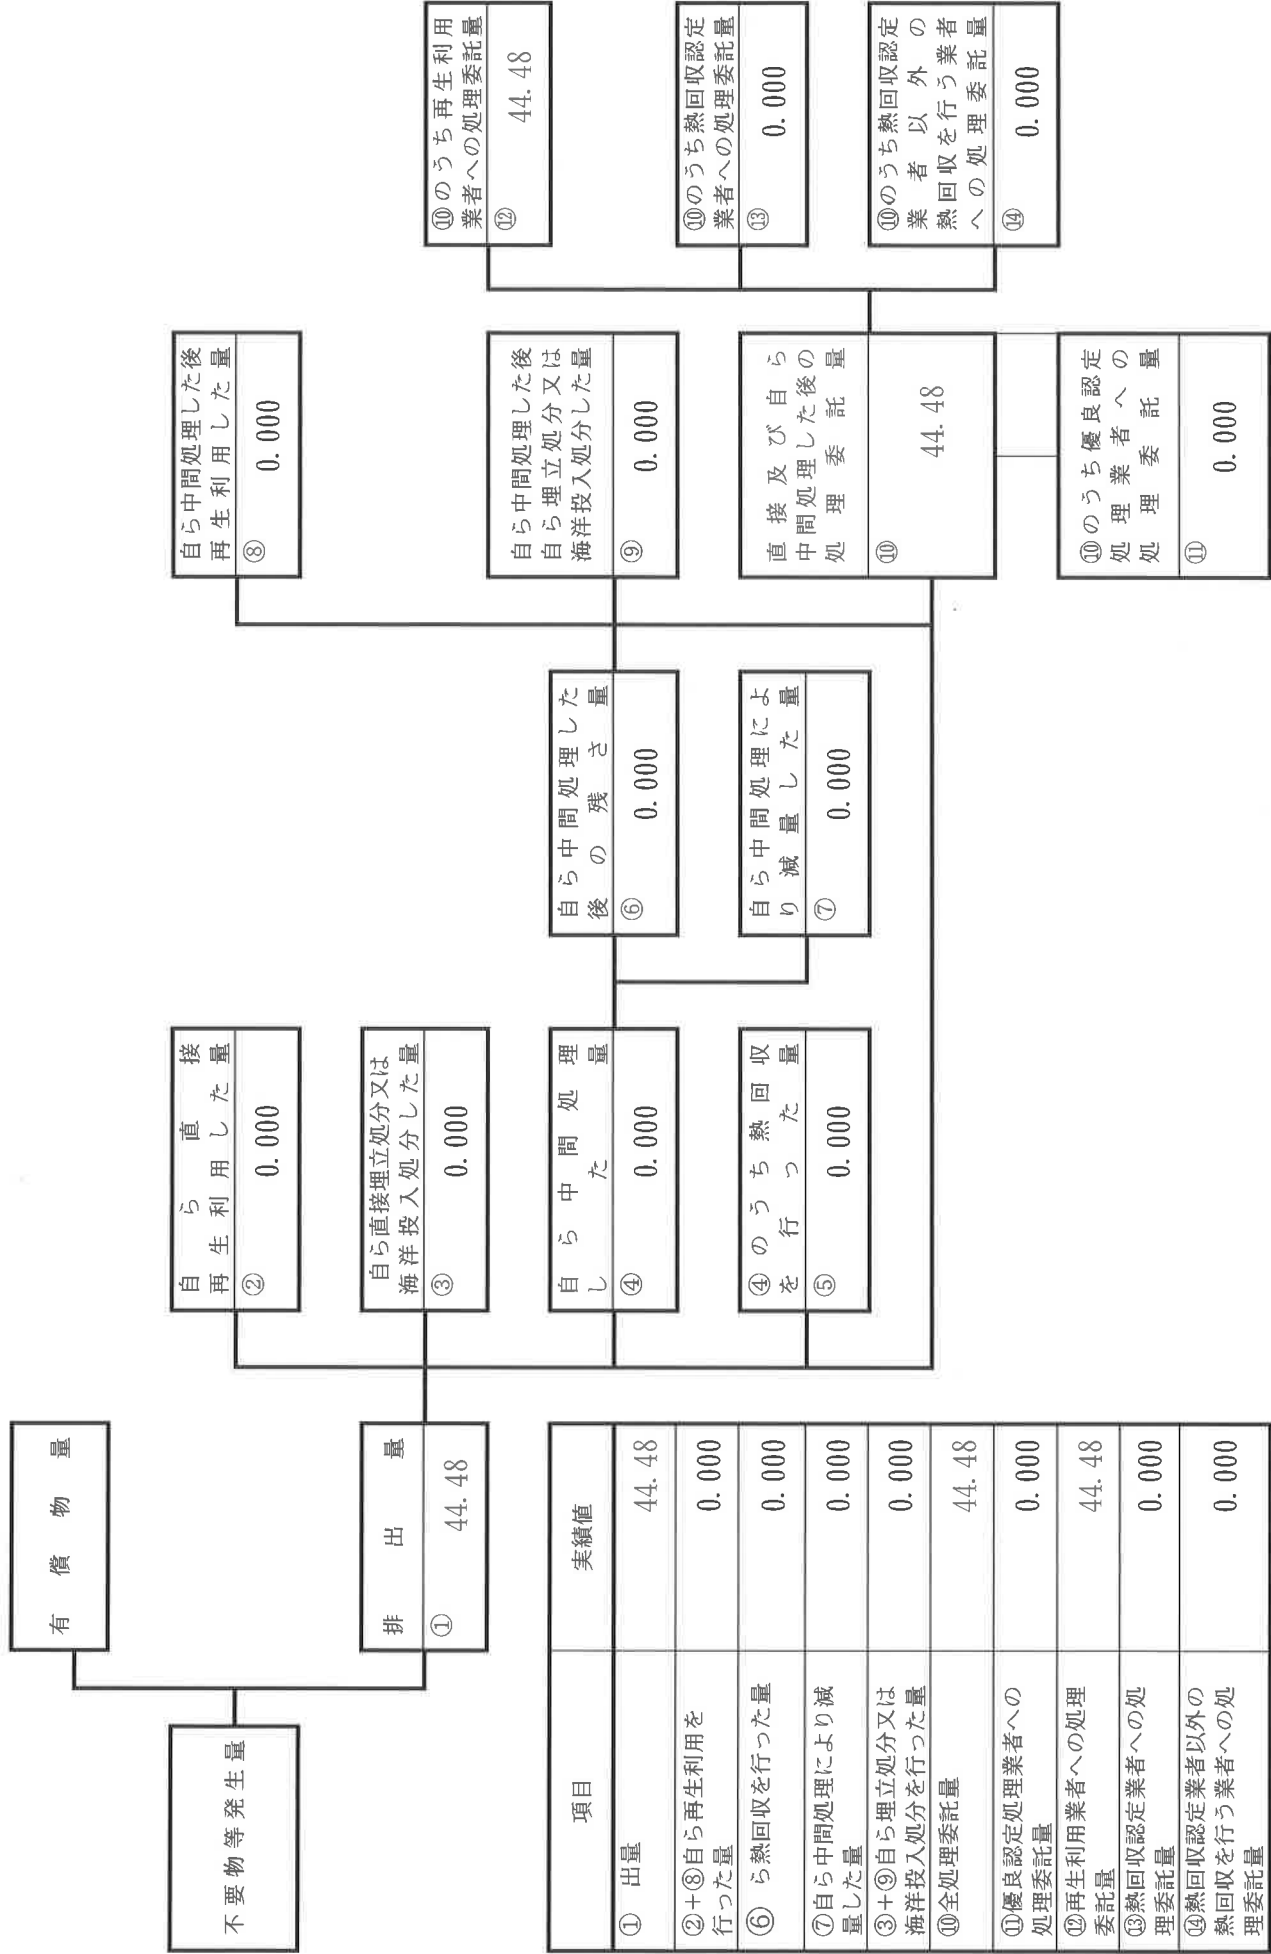 不要物等発生量
有償物量
排出量
① 44.48
自ら直接
再生利用した量
② 0.000
自ら直接埋立処分又は
海洋投入処分した量
③ 0.000
自ら中間処理
した量
④ 0.000
④のうち熱回収
を行った量
⑤ 0.000
自ら中間処理した
後の残さ量
⑥ 0.000
自ら中間処理によ
り減量した量
⑦ 0.000
自ら中間処理した後
再生利用した量
⑧ 0.000
自ら中間処理した後
自ら埋立処分又は
海洋投入処分した量
⑨ 0.000
直接及び自ら
中間処理した後の
処理委託量
⑩ 44.48
⑩のうち優良認定
処理業者への
処理委託量
⑪ 0.000
⑩のうち再生利用
業者への処理委託量
⑫ 44.48
⑩のうち熱回収認定
業者への処理委託量
⑬ 0.000
⑩のうち熱回収認定
業者以外の
熱回収を行う業者
への処理委託量
⑭ 0.000
項目 実績値
① 出量 44.48
②+⑧自ら再生利用を
行った量 0.000
⑥ ら熱回収を行った量 0.000
⑦自ら中間処理により減
量した量 0.000
③+⑨自ら埋立処分又は
海洋投入処分を行った量 0.000
⑩全処理委託量 44.48
⑪優良認定処理業者への
処理委託量 0.000
⑫再生利用業者への処理
委託量 44.48
⑬熱回収認定業者への処
理委託量 0.000
⑭熱回収認定業者以外の
熱回収を行う業者への処
理委託量 0.000